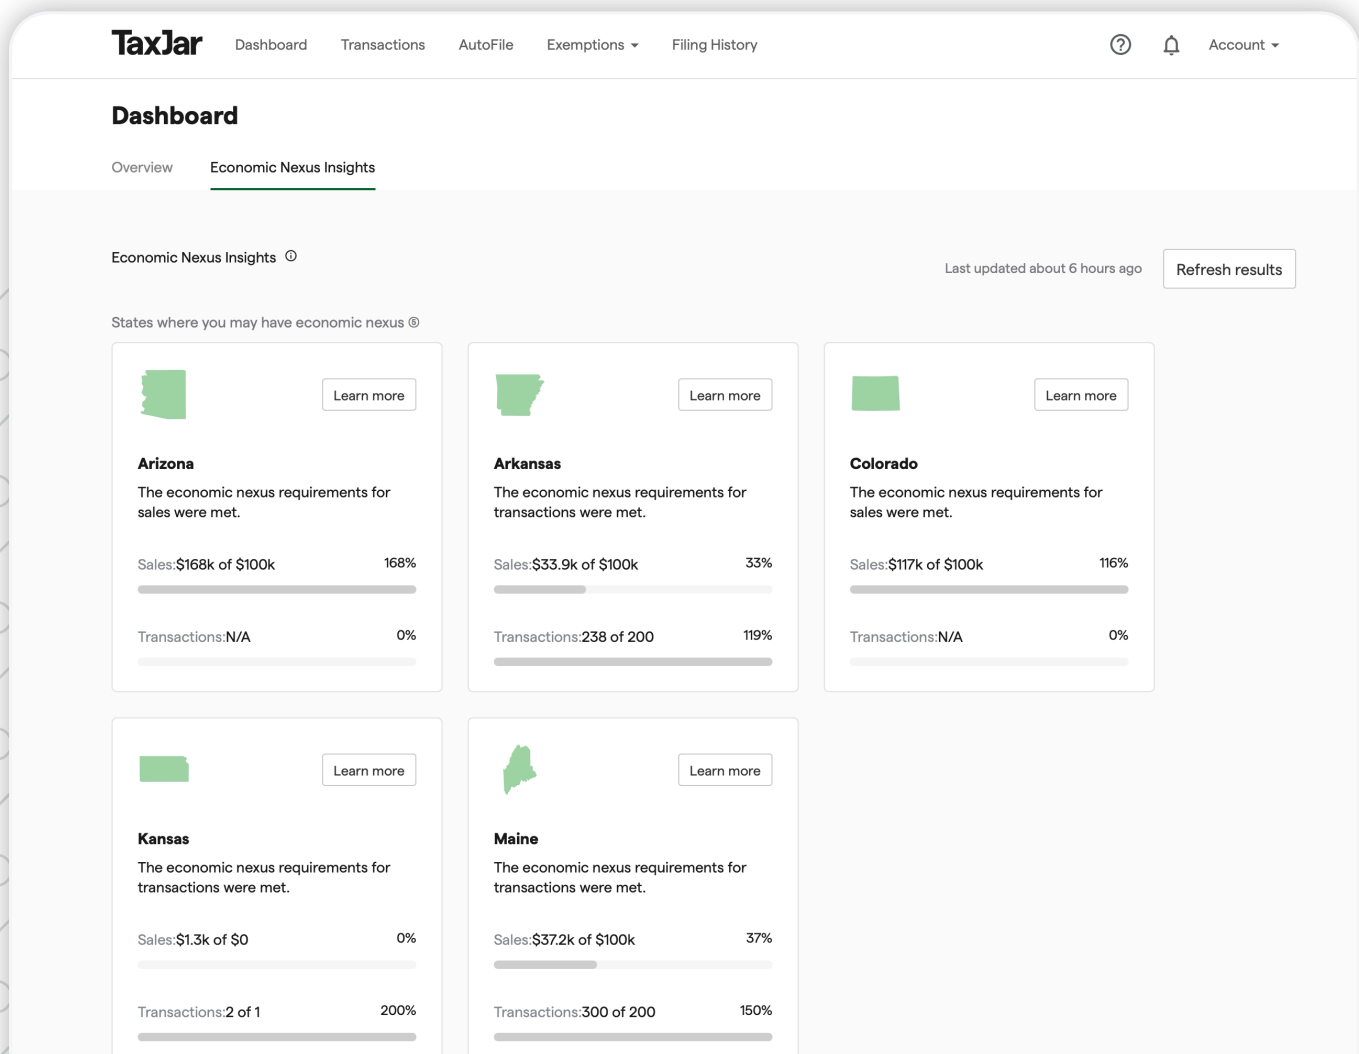 TaxJar Dashboard Transactions AutoFile Exemptions Filing History Account
Dashboard
Overview Economic Nexus Insights
Economic Nexus Insights
Last updated about 6 hours ago Refresh results
States where you may have economic nexus
Learn more
Arizona
The economic nexus requirements for
sales were met.
Sales:$168k of $100k 168%
Transactions:N/A 0%
Learn more
Arkansas
The economic nexus requirements for
transactions were met.
Sales:$33.9k of $100k 33%
Transactions:238 of 200 119%
Learn more
Colorado
The economic nexus requirements for
sales were met.
Sales:$117k of $100k 116%
Transactions:N/A 0%
Learn more
Kansas
The economic nexus requirements for
transactions were met.
Sales:$1.3k of $0 0%
Transactions:2 of 1 200%
Learn more
Maine
The economic nexus requirements for
transactions were met.
Sales:$37.2k of $100k 37%
Transactions:300 of 200 150%